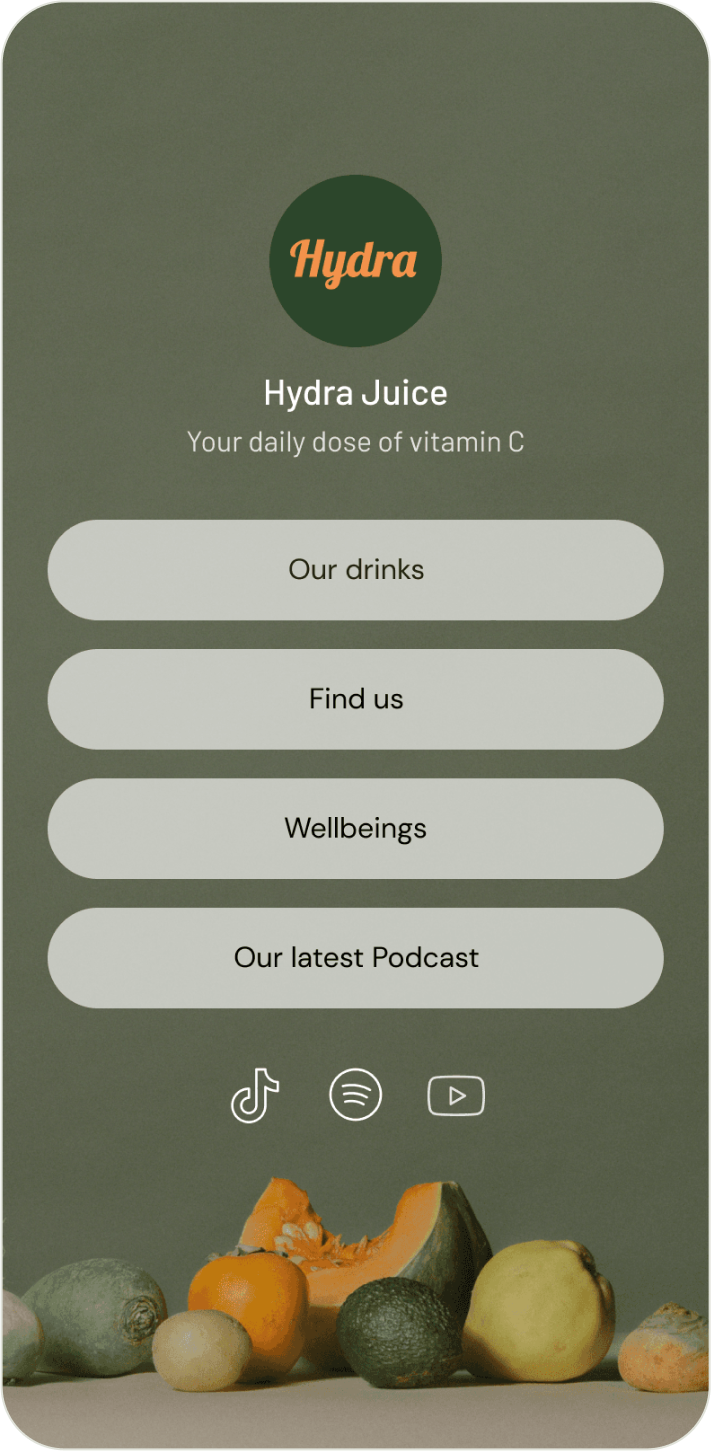 Hydra
Hydra Juice
Your daily dose of vitamin C
Our drinks
Find us
Wellbeings
Our latest Podcast